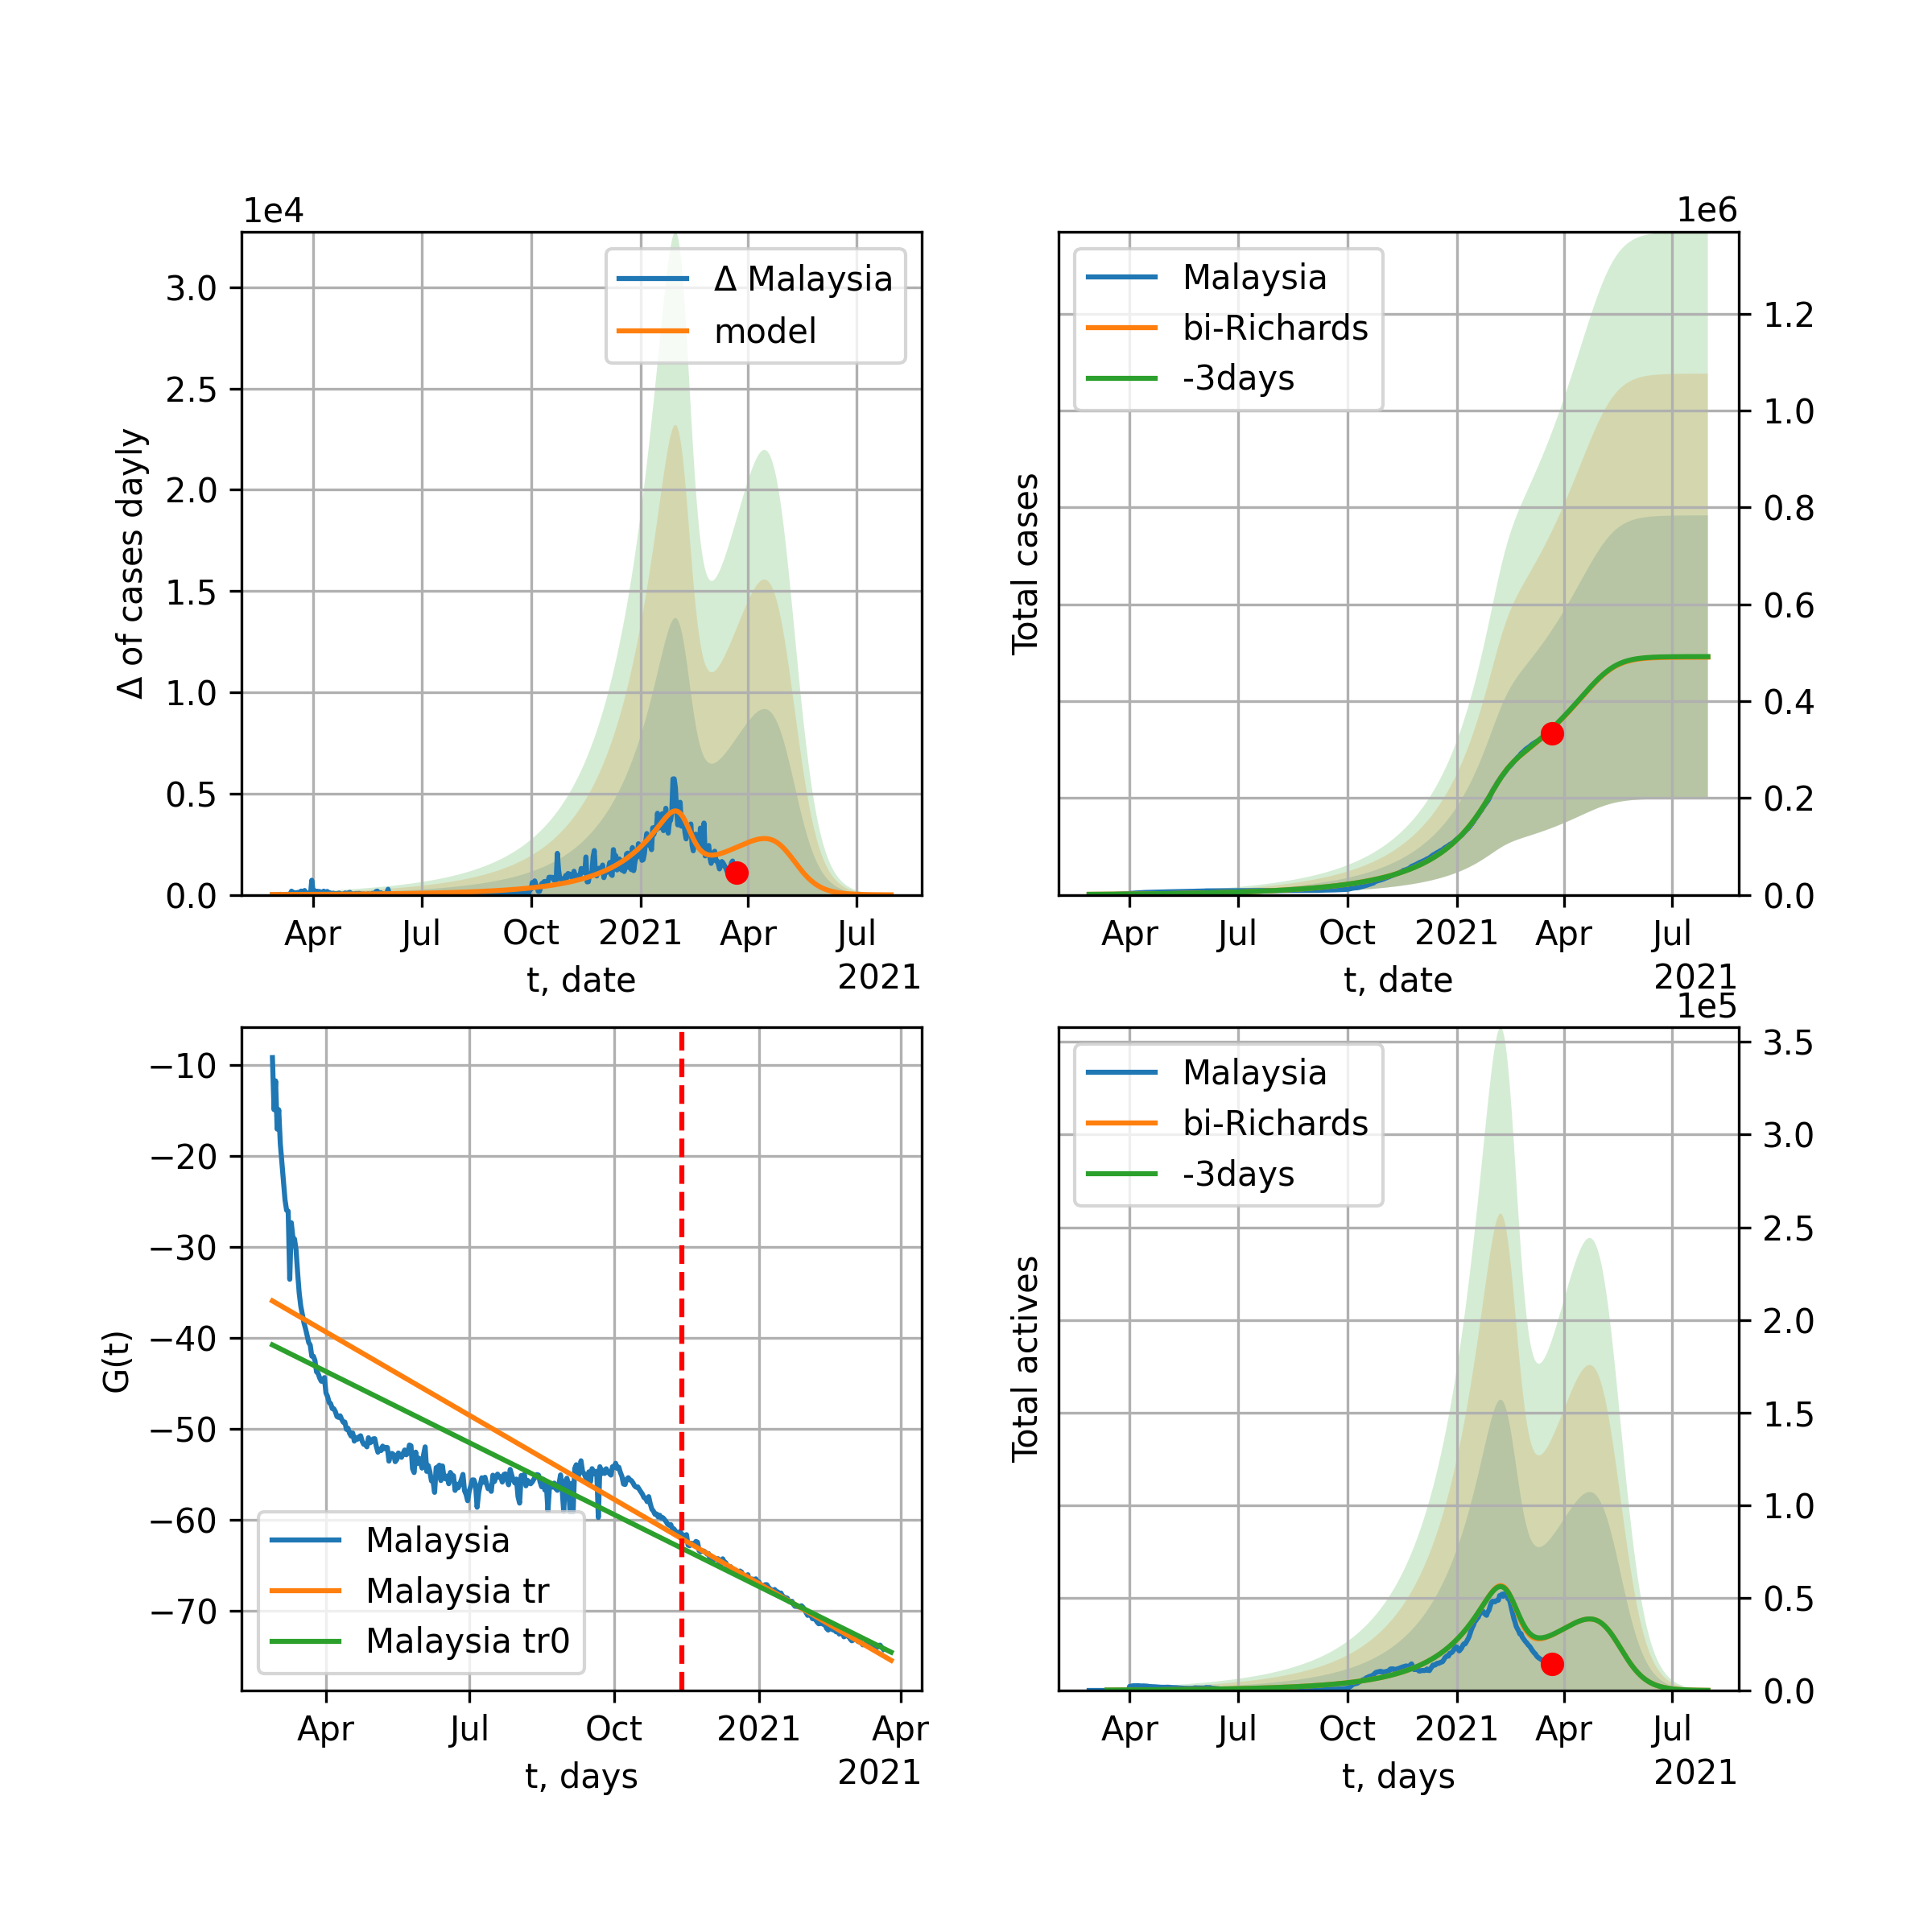 1e4
3.0
2.5
2.0
1.5
1.0
0.5
0.0
Δ of cases dayly
Δ Malaysia
model
Apr Jul Oct 2021 Apr Jul
t, date
2021
1e6
1.2
1.0
0.8
0.6
0.4
0.2
0.0
Total cases
Malaysia
bi-Richards
-3days
Apr Jul Oct 2021 Apr Jul
t, date
2021
−10
−20
−30
−40
−50
−60
−70
G(t)
Malaysia
Malaysia tr
Malaysia tr0
Apr Jul Oct 2021 Apr
t, days
2021
1e5
3.5
3.0
2.5
2.0
1.5
1.0
0.5
0.0
Total actives
Malaysia
bi-Richards
-3days
Apr Jul Oct 2021 Apr Jul
t, days
2021